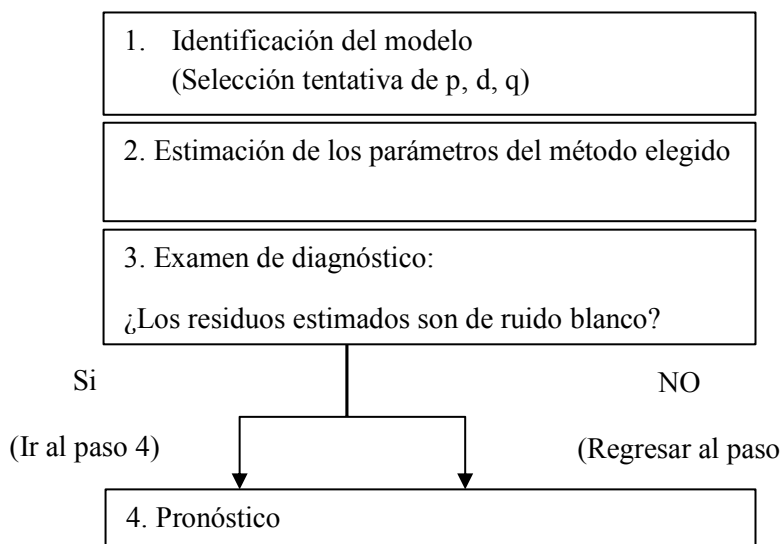 1. Identificación del modelo
(Selección tentativa de p, d, q)
2. Estimación de los parámetros del método elegido
3. Examen de diagnóstico:
¿Los residuos estimados son de ruido blanco?
Si
NO
(Ir al paso 4)
(Regresar al paso
4. Pronóstico